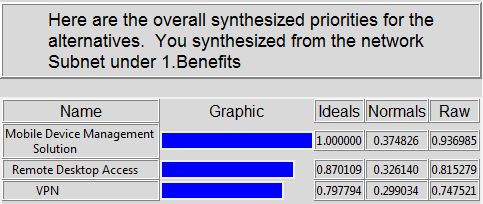 Here are the overall synthesized priorities for the
alternatives. You synthesized from the network
Subnet under 1.Benefits
Name Graphic Ideals Normals Raw
Mobile Device Management
Solution 1.000000 0.374826 0.936985
Remote Desktop Access 0.870109 0.326140 0.815279
VPN 0.797794 0.299034 0.747521